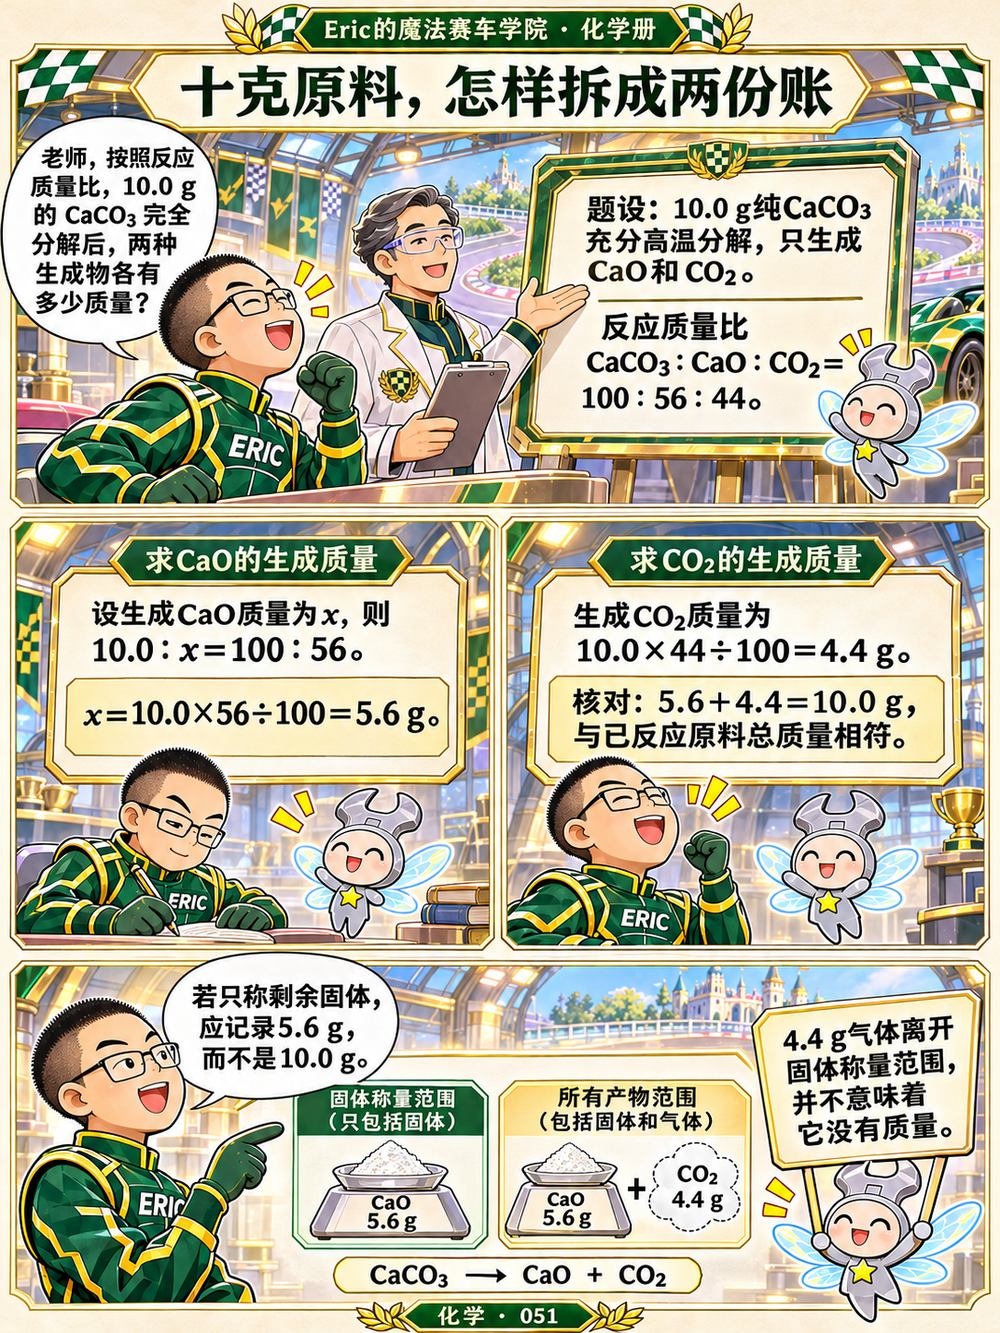 Eric的魔法赛车学院 · 化学册
十克原料，怎样拆成两份账
老师，按照反应
质量比，10.0 g
的 CaCO₃ 完全
分解后，两种
生成物各有
多少质量？
题设：10.0 g纯CaCO₃
充分高温分解，只生成
CaO和 CO₂。
反应质量比
CaCO₃：CaO：CO₂＝
100：56：44。
ERIC
求CaO的生成质量
设生成CaO质量为 x，则
10.0：x＝100：56。
x＝10.0×56÷100＝5.6 g。
ERIC
求CO₂的生成质量
生成CO₂质量为
10.0×44÷100＝4.4 g。
核对：5.6＋4.4＝10.0 g，
与已反应原料总质量相符。
ERIC
若只称剩余固体，
应记录5.6 g，
而不是10.0 g。
ERIC
固体称量范围
（只包括固体）
CaO
5.6 g
所有产物范围
（包括固体和气体）
CaO
5.6 g
+
CO₂
4.4 g
4.4 g气体离开
固体称量范围，
并不意味着
它没有质量。
CaCO₃ → CaO + CO₂
化学 · 051